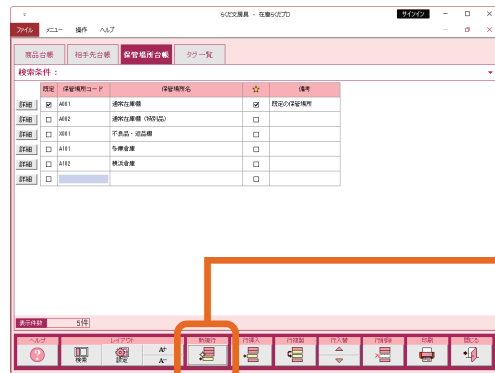 らくだ文房具 - 在庫らくだプロ サインイン
ファイル メニュー 操作 ヘルプ
商品台帳 相手先台帳 保管場所台帳 タグ一覧
検索条件：
既定 保管場所コード 保管場所名 ☆ 備考
詳細 A001 通常在庫棚 既定の保管場所
詳細 A002 通常在庫棚（特別品）
詳細 X001 不良品・返品棚
詳細 A101 多摩倉庫
詳細 A102 横浜倉庫
詳細
表示件数 5件
ヘルプ レイアウト 新規行 行挿入 行複製 行入替 行削除 印刷 閉じる
検索 設定 A+
A-